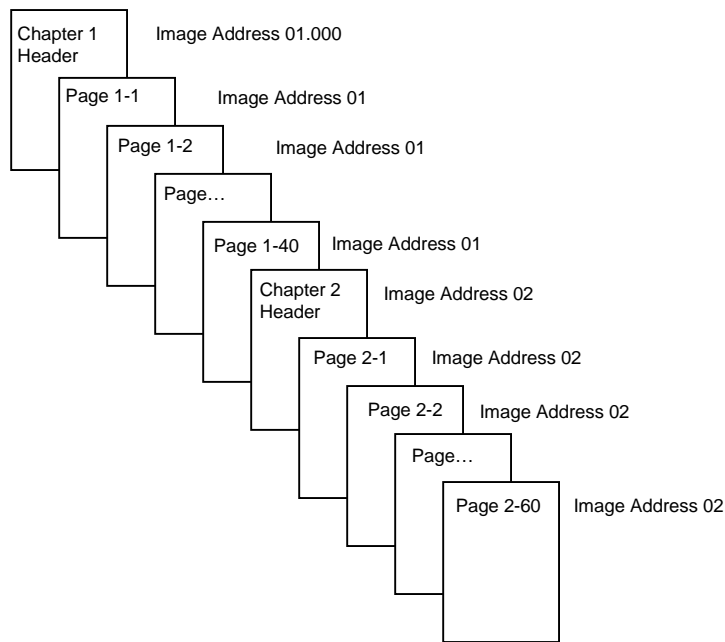 Chapter 1
Header
Image Address 01.000
Page 1-1
Image Address 01
Page 1-2
Image Address 01
Page…
Page 1-40
Image Address 01
Chapter 2
Header
Image Address 02
Page 2-1
Image Address 02
Page 2-2
Image Address 02
Page…
Page 2-60
Image Address 02